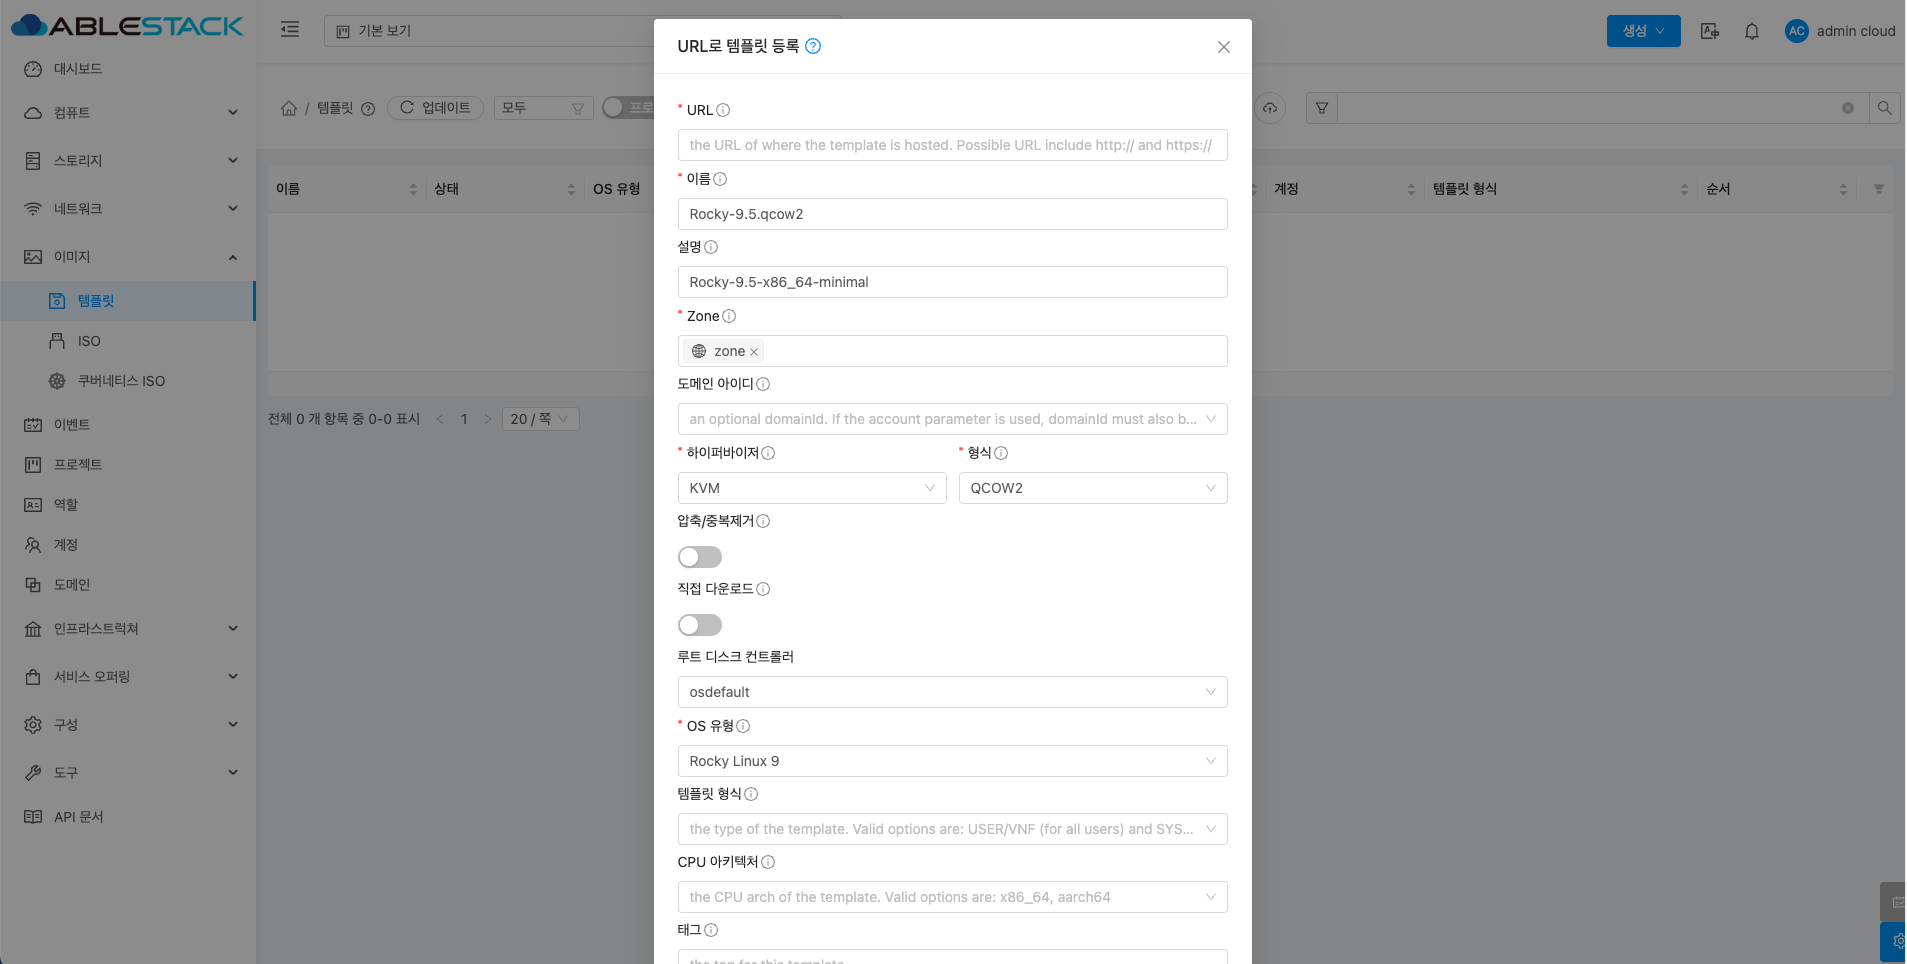 ABLESTACK
기본 보기
생성
AC
admin cloud
대시보드
컴퓨트
스토리지
네트워크
이미지
템플릿
ISO
쿠버네티스 ISO
이벤트
프로젝트
역할
계정
도메인
인프라스트럭쳐
서비스 오퍼링
구성
도구
API 문서
/ 템플릿
업데이트
모두
프로
이름
상태
OS 유형
계정
템플릿 형식
순서
전체 0 개 항목 중 0-0 표시
1
20 / 쪽
URL로 템플릿 등록
* URL
the URL of where the template is hosted. Possible URL include http:// and https://
* 이름
Rocky-9.5.qcow2
설명
Rocky-9.5-x86_64-minimal
* Zone
zone
도메인 아이디
an optional domainId. If the account parameter is used, domainId must also b...
* 하이퍼바이저
* 형식
KVM
QCOW2
압축/중복제거
직접 다운로드
루트 디스크 컨트롤러
osdefault
* OS 유형
Rocky Linux 9
템플릿 형식
the type of the template. Valid options are: USER/VNF (for all users) and SYS...
CPU 아키텍처
the CPU arch of the template. Valid options are: x86_64, aarch64
태그
the tag for this template.